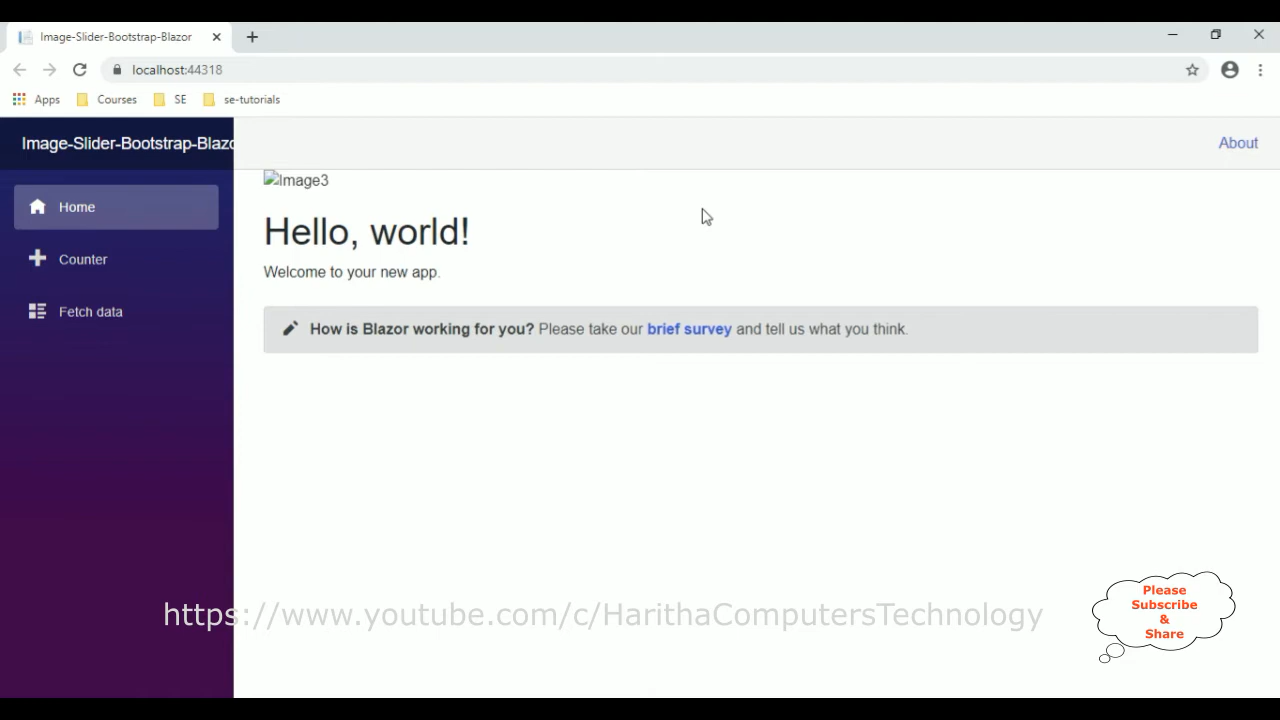 Image-Slider-Bootstrap-Blazor
localhost:44318
Apps Courses SE se-tutorials
Image-Slider-Bootstrap-Blazo
About
Image3
Home
Hello, world!
Counter
Welcome to your new app.
Fetch data
How is Blazor working for you? Please take our brief survey and tell us what you think.
https://www.youtube.com/c/HarithaComputersTechnology
Please
Subscribe
&
Share